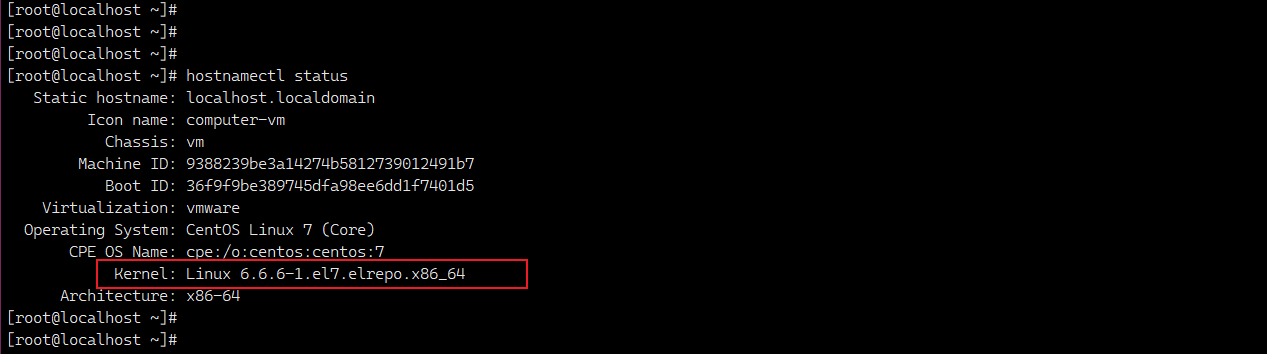 [root@localhost ~]#
[root@localhost ~]#
[root@localhost ~]#
[root@localhost ~]# hostnamectl status
Static hostname: localhost.localdomain
Icon name: computer-vm
Chassis: vm
Machine ID: 9388239be3a14274b5812739012491b7
Boot ID: 36f9f9be389745dfa98ee6dd1f7401d5
Virtualization: vmware
Operating System: CentOS Linux 7 (Core)
CPE OS Name: cpe:/o:centos:centos:7
Kernel: Linux 6.6.6-1.el7.elrepo.x86_64
Architecture: x86-64
[root@localhost ~]#
[root@localhost ~]#